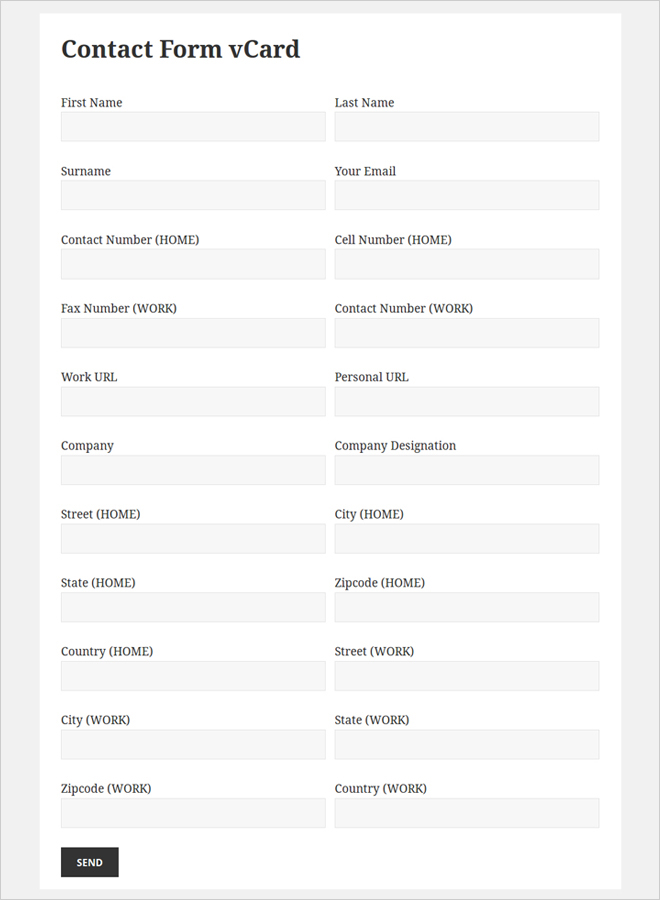 Contact Form vCard
First Name
Last Name
Surname
Your Email
Contact Number (HOME)
Cell Number (HOME)
Fax Number (WORK)
Contact Number (WORK)
Work URL
Personal URL
Company
Company Designation
Street (HOME)
City (HOME)
State (HOME)
Zipcode (HOME)
Country (HOME)
Street (WORK)
City (WORK)
State (WORK)
Zipcode (WORK)
Country (WORK)
SEND